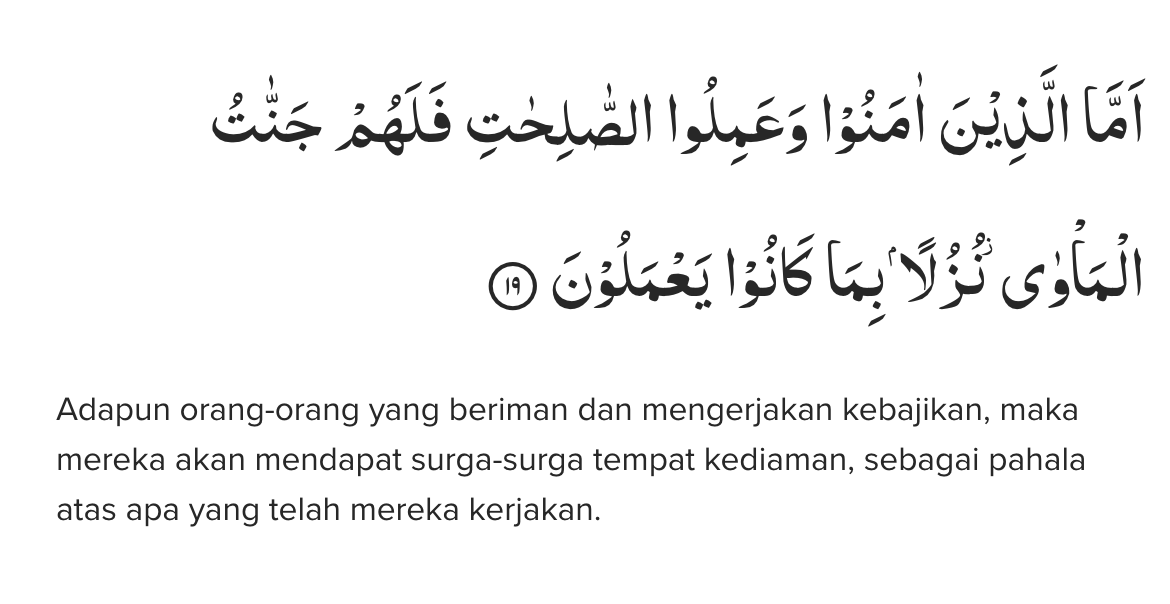 اَمَّا الَّذِيْنَ اٰمَنُوْا وَعَمِلُوا الصّٰلِحٰتِ فَلَهُمْ جَنّٰتُ
الْمَأْوٰى ۖنُزُلًا ۢبِمَا كَانُوْا يَعْمَلُوْنَ ١٩
Adapun orang-orang yang beriman dan mengerjakan kebajikan, maka
mereka akan mendapat surga-surga tempat kediaman, sebagai pahala
atas apa yang telah mereka kerjakan.